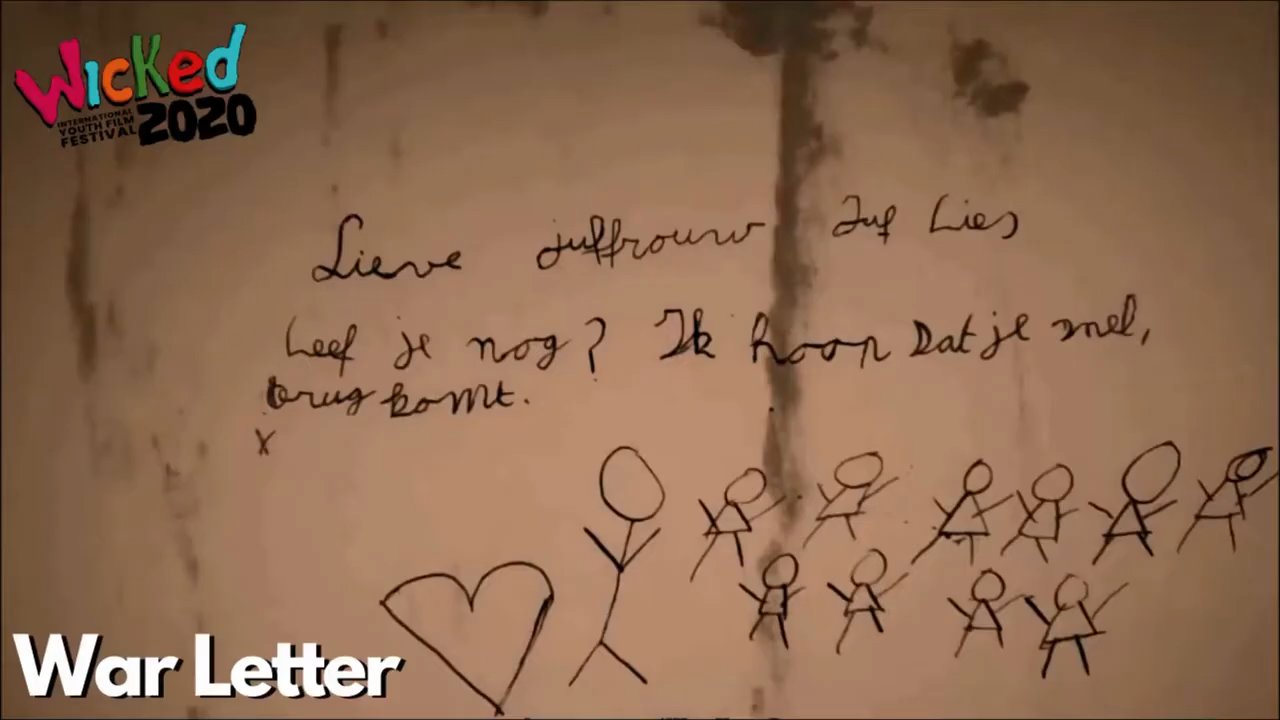 Wicked
INTERNATIONAL
YOUTH FILM
FESTIVAL 2020
Lieve juffrouw Juf Lies
Leef je nog? Ik hoop Dat je snel,
trug komt.
x
War Letter